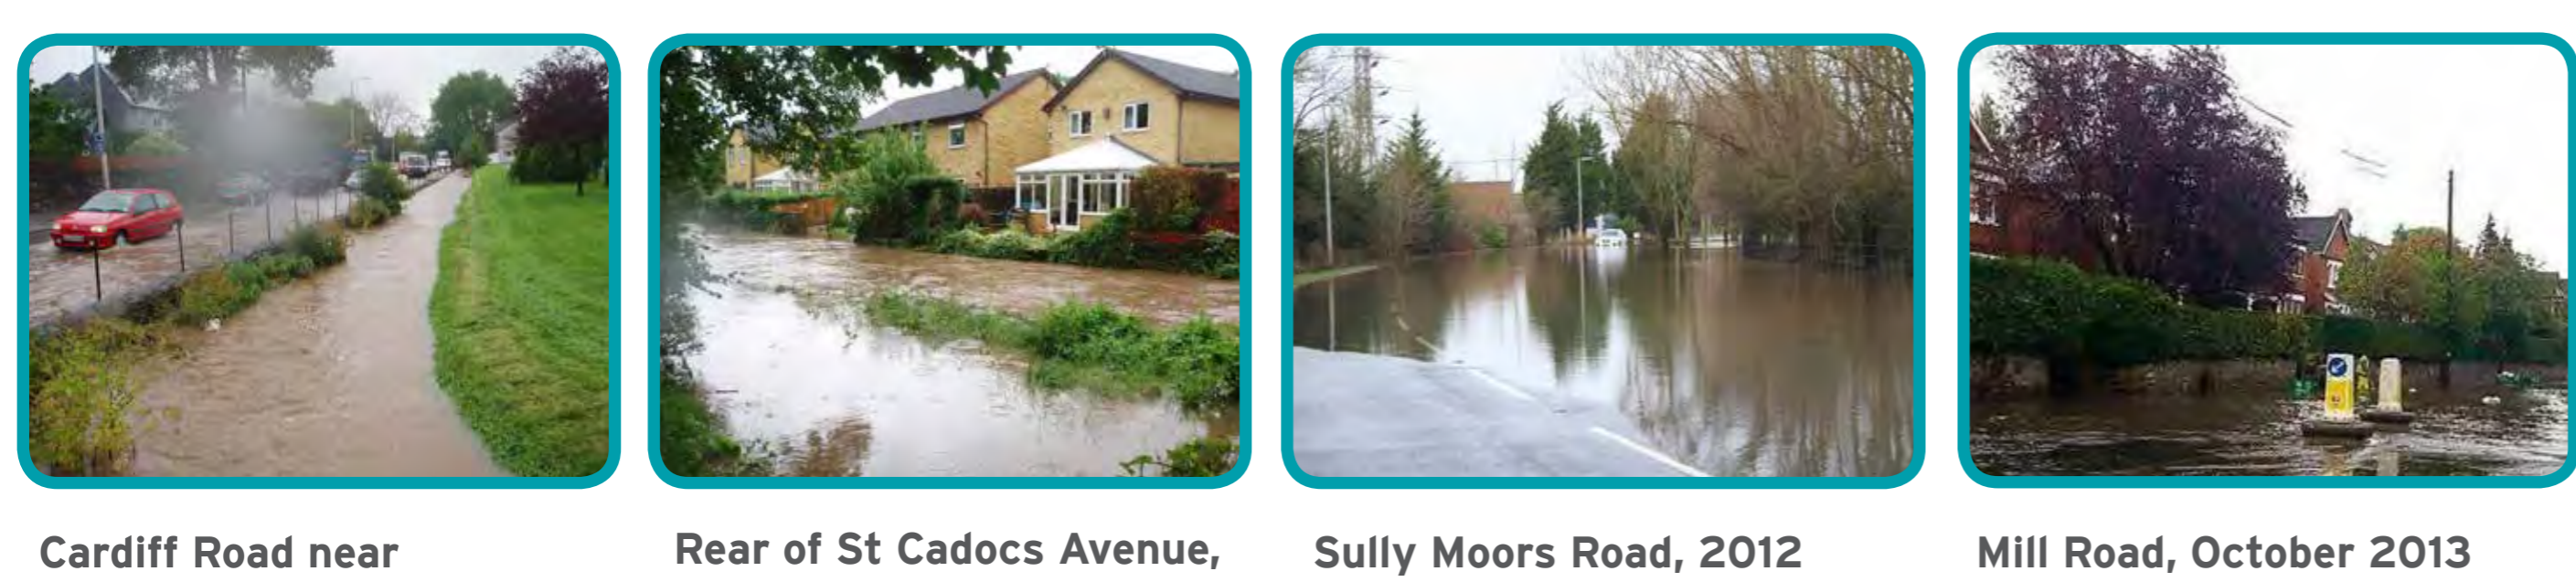 Cardiff Road near
Rear of St Cadocs Avenue,
Sully Moors Road, 2012
Mill Road, October 2013